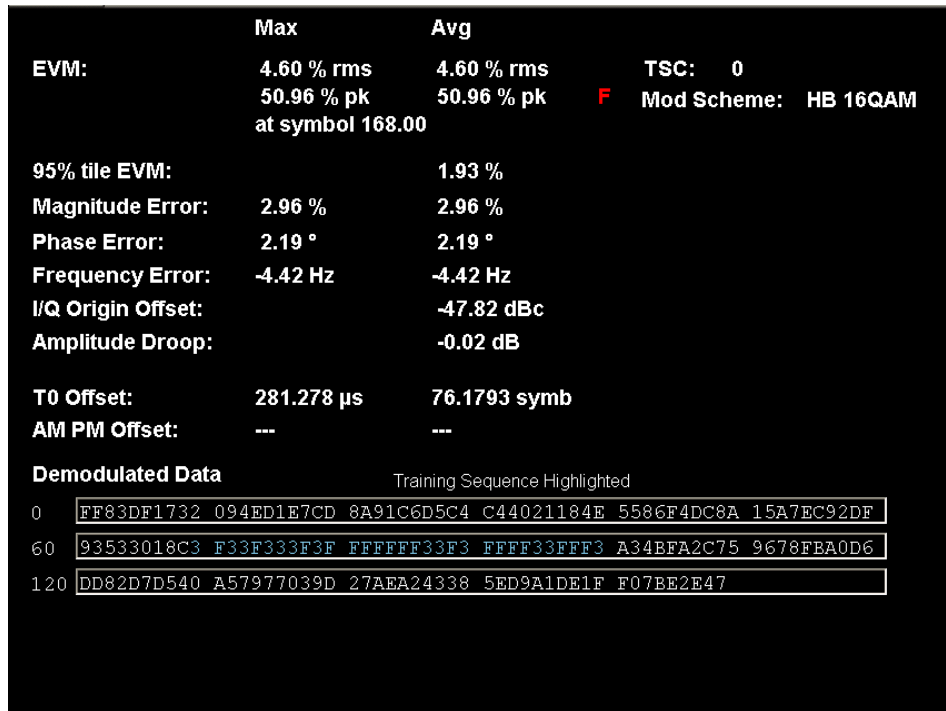 Max Avg
EVM: 4.60 % rms 4.60 % rms TSC: 0
50.96 % pk 50.96 % pk F Mod Scheme: HB 16QAM
at symbol 168.00
95% tile EVM: 1.93 %
Magnitude Error: 2.96 % 2.96 %
Phase Error: 2.19 ° 2.19 °
Frequency Error: -4.42 Hz -4.42 Hz
I/Q Origin Offset: -47.82 dBc
Amplitude Droop: -0.02 dB
T0 Offset: 281.278 µs 76.1793 symb
AM PM Offset: --- ---
Demodulated Data Training Sequence Highlighted
0 FF83DF1732 094ED1E7CD 8A91C6D5C4 C44021184E 5586F4DC8A 15A7EC92DF
60 93533018C3 F33F333F3F FFFFFF33F3 FFFF33FFF3 A34BFA2C75 9678FBA0D6
120 DD82D7D540 A57977039D 27AEA24338 5ED9A1DE1F F07BE2E47